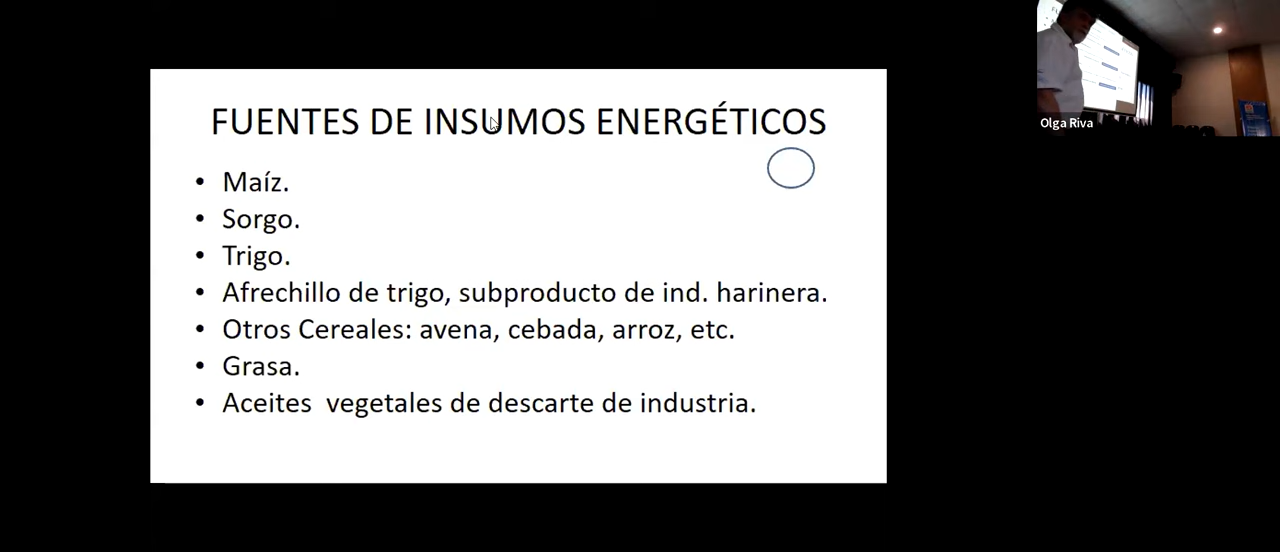 FUENTES DE INSUMOS ENERGÉTICOS
• Maíz.
• Sorgo.
• Trigo.
• Afrechillo de trigo, subproducto de ind. harinera.
• Otros Cereales: avena, cebada, arroz, etc.
• Grasa.
• Aceites vegetales de descarte de industria.
Olga Riva